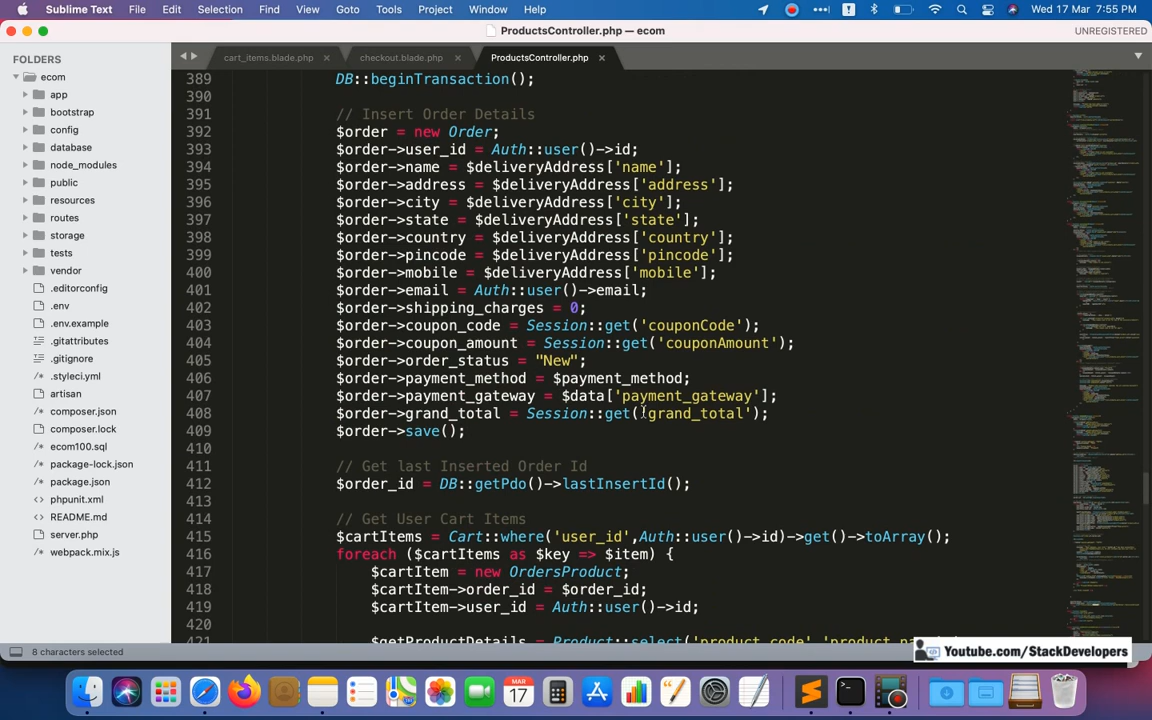 Sublime Text File Edit Selection Find View Goto Tools Project Window Help Wed 17 Mar 7:55 PM
ProductsController.php — ecom UNREGISTERED
FOLDERS
ecom
app
bootstrap
config
database
node_modules
public
resources
routes
storage
tests
vendor
.editorconfig
.env
.env.example
.gitattributes
.gitignore
.styleci.yml
artisan
composer.json
composer.lock
ecom100.sql
package-lock.json
package.json
phpunit.xml
README.md
server.php
webpack.mix.js
cart_items.blade.php checkout.blade.php ProductsController.php
389 DB::beginTransaction();
390
391 // Insert Order Details
392 $order = new Order;
393 $order->user_id = Auth::user()->id;
394 $order->name = $deliveryAddress['name'];
395 $order->address = $deliveryAddress['address'];
396 $order->city = $deliveryAddress['city'];
397 $order->state = $deliveryAddress['state'];
398 $order->country = $deliveryAddress['country'];
399 $order->pincode = $deliveryAddress['pincode'];
400 $order->mobile = $deliveryAddress['mobile'];
401 $order->email = Auth::user()->email;
402 $order->shipping_charges = 0;
403 $order->coupon_code = Session::get('couponCode');
404 $order->coupon_amount = Session::get('couponAmount');
405 $order->order_status = "New";
406 $order->payment_method = $payment_method;
407 $order->payment_gateway = $data['payment_gateway'];
408 $order->grand_total = Session::get('grand_total');
409 $order->save();
410
411 // Get last Inserted Order Id
412 $order_id = DB::getPdo()->lastInsertId();
413
414 // Get User Cart Items
415 $cartItems = Cart::where('user_id',Auth::user()->id)->get()->toArray();
416 foreach ($cartItems as $key => $item) {
417 $cartItem = new OrdersProduct;
418 $cartItem->order_id = $order_id;
419 $cartItem->user_id = Auth::user()->id;
420
421 $getProductDetails = Product::select('product_code','product_na
8 characters selected
Youtube.com/StackDevelopers
MAR
17